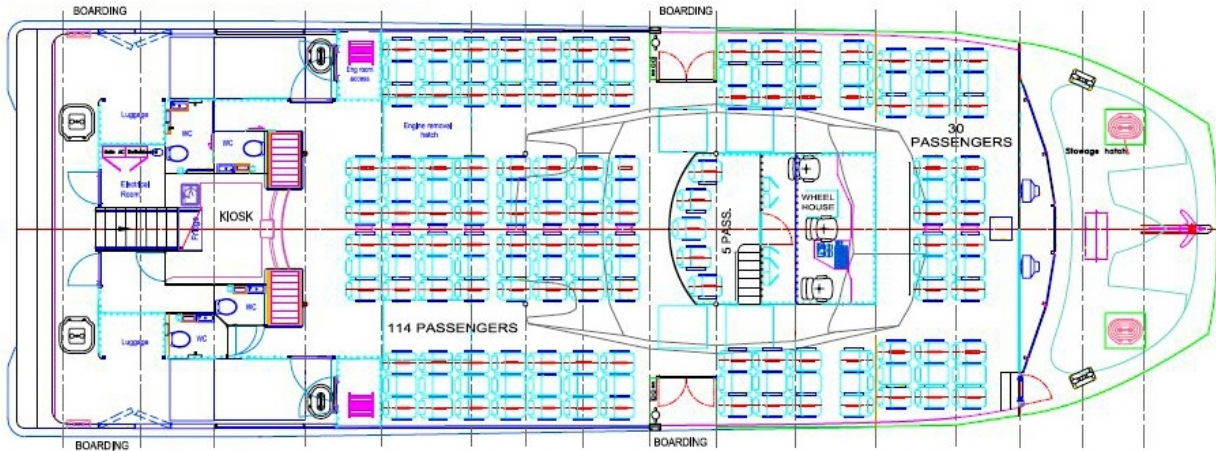 BOARDING
BOARDING
Eng room
access
Luggage
WC
WC
Engine removal
hatch
30
PASSENGERS
Stowage hatch
Electrical
Room
KIOSK
Fridge
5 PASS.
WHEEL
HOUSE
114 PASSENGERS
WC
WC
Luggage
BOARDING
BOARDING